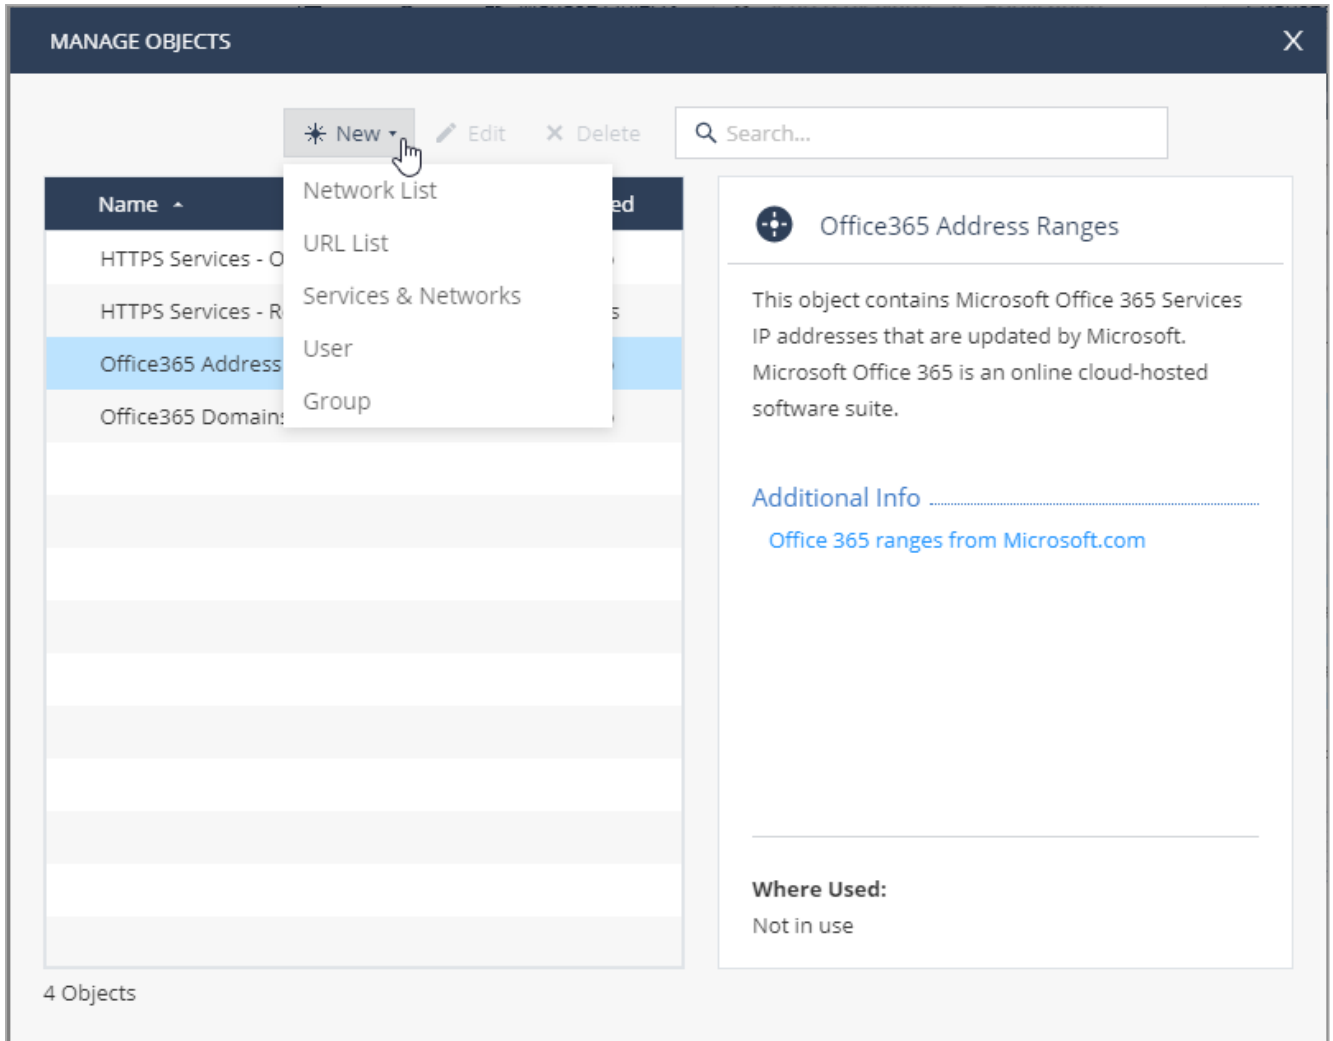 MANAGE OBJECTS X
New Edit Delete Search...
Network List
URL List
Services & Networks
User
Group
Name ed
HTTPS Services - O
HTTPS Services - R s
Office365 Address
Office365 Domains
4 Objects
Office365 Address Ranges
This object contains Microsoft Office 365 Services
IP addresses that are updated by Microsoft.
Microsoft Office 365 is an online cloud-hosted
software suite.
Additional Info
Office 365 ranges from Microsoft.com
Where Used:
Not in use